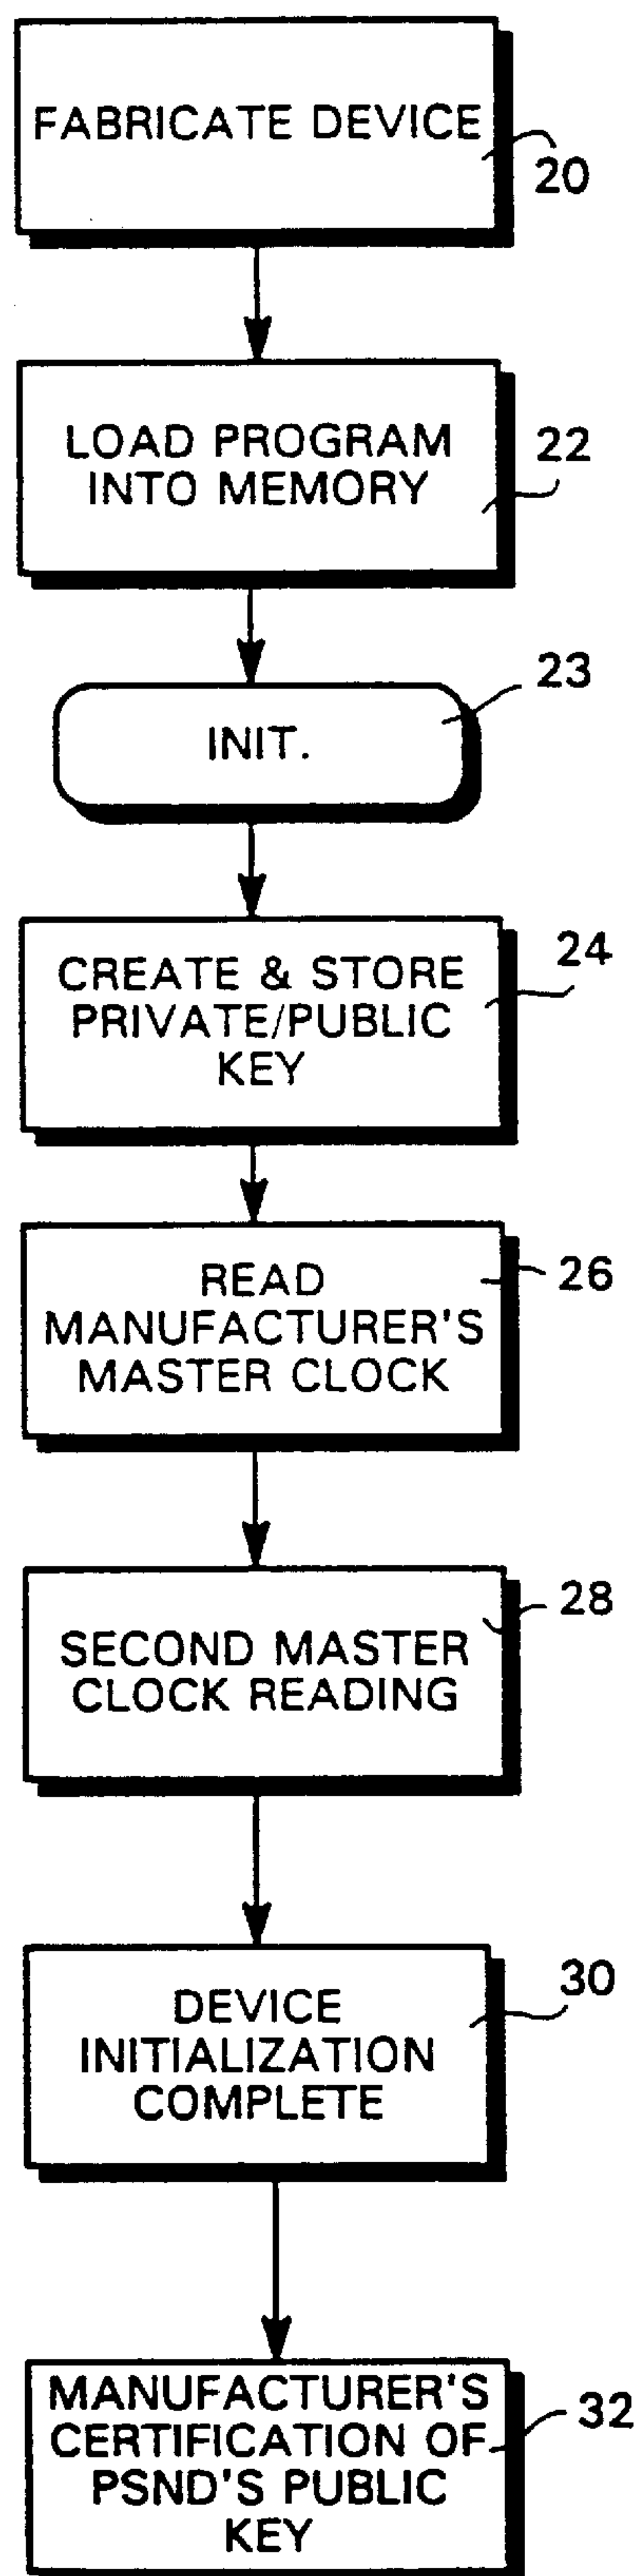 FABRICATE DEVICE
20
LOAD PROGRAM
INTO MEMORY
22
23
INIT.
24
CREATE & STORE
PRIVATE/PUBLIC
KEY
26
READ
MANUFACTURER'S
MASTER CLOCK
28
SECOND MASTER
CLOCK READING
30
DEVICE
INITIALIZATION
COMPLETE
32
MANUFACTURER'S
CERTIFICATION OF
PSND'S PUBLIC
KEY